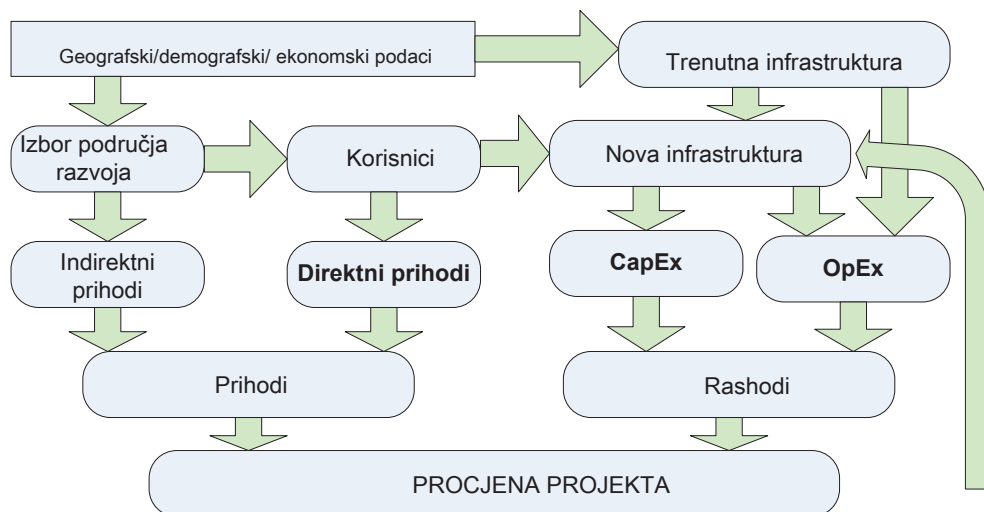 Geografski/demografski/ ekonomski podaci
Trenutna infrastruktura
Izbor područja
razvoja
Korisnici
Nova infrastruktura
Indirektni
prihodi
Direktni prihodi
CapEx
OpEx
Prihodi
Rashodi
PROCJENA PROJEKTA